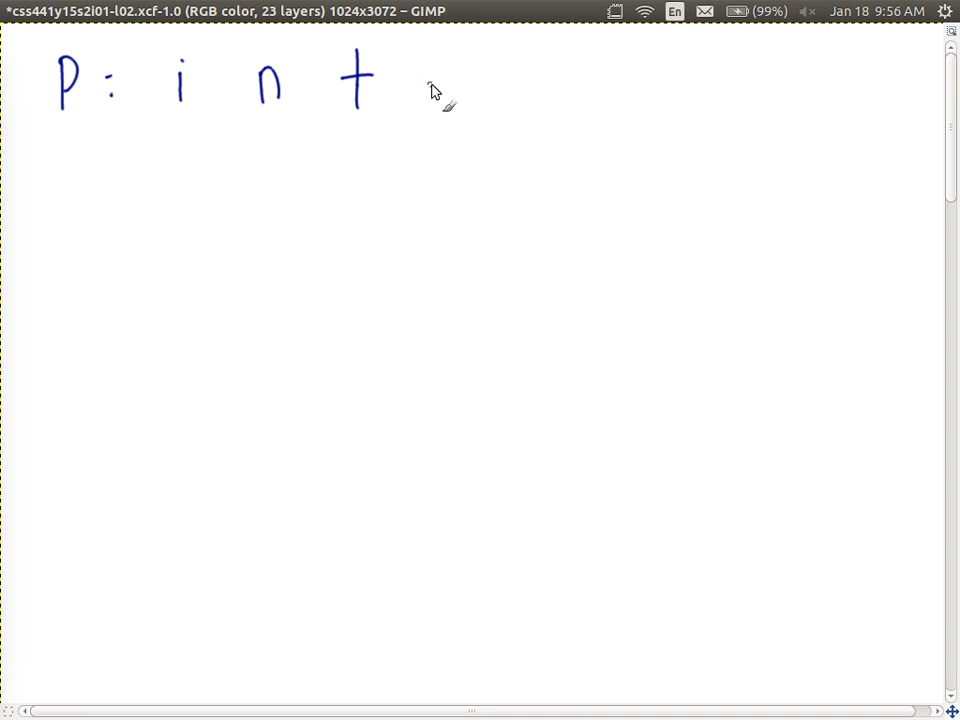 *css441y15s2i01-l02.xcf-1.0 (RGB color, 23 layers) 1024x3072 – GIMP En (99%) Jan 18 9:56 AM
P: i n t